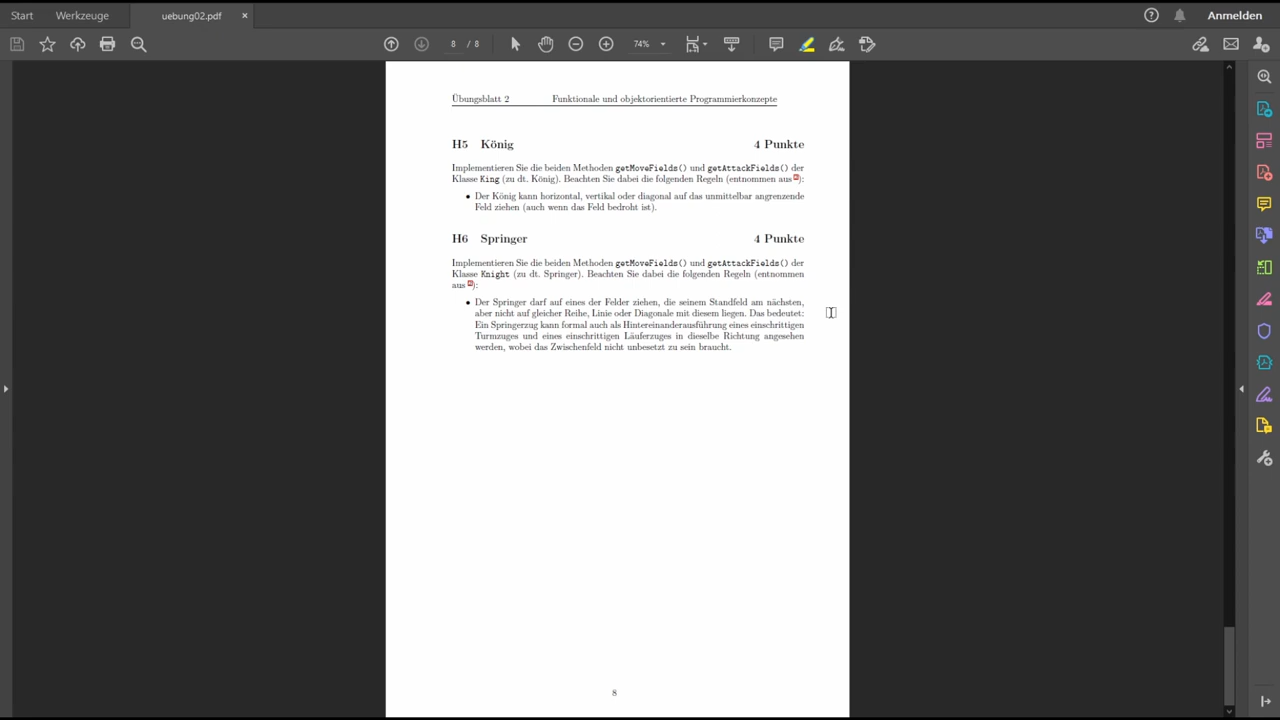 Start Werkzeuge uebung02.pdf × Anmelden
8 / 8 74%
Übungsblatt 2 Funktionale und objektorientierte Programmierkonzepte
H5 König 4 Punkte
Implementieren Sie die beiden Methoden getMoveFields() und getAttackFields() der
Klasse King (zu dt. König). Beachten Sie dabei die folgenden Regeln (entnommen aus ):
• Der König kann horizontal, vertikal oder diagonal auf das unmittelbar angrenzende
Feld ziehen (auch wenn das Feld bedroht ist).
H6 Springer 4 Punkte
Implementieren Sie die beiden Methoden getMoveFields() und getAttackFields() der
Klasse Knight (zu dt. Springer). Beachten Sie dabei die folgenden Regeln (entnommen
aus ):
• Der Springer darf auf eines der Felder ziehen, die seinem Standfeld am nächsten,
aber nicht auf gleicher Reihe, Linie oder Diagonale mit diesem liegen. Das bedeutet:
Ein Springerzug kann formal auch als Hintereinanderausführung eines einschrittigen
Turmzuges und eines einschrittigen Läuferzuges in dieselbe Richtung angesehen
werden, wobei das Zwischenfeld nicht unbesetzt zu sein braucht.
8